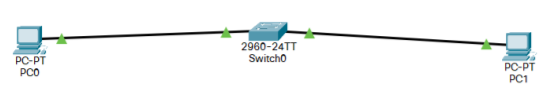 PC-PT
PC0
2960-24TT
Switch0
PC-PT
PC1